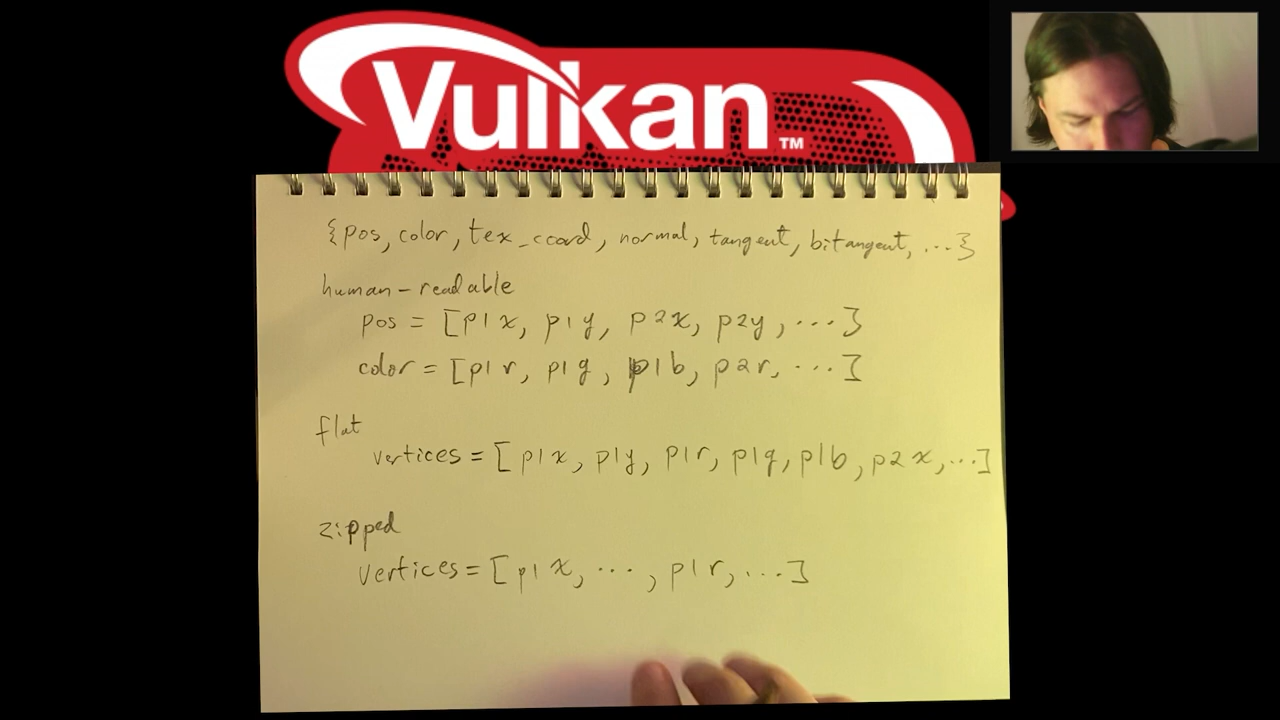 Vulkan™
{pos, color, tex_coord, normal, tangent, bitangent, ...}
human-readable
pos = [p1x, p1y, p2x, p2y, ...]
color = [p1r, p1g, p1b, p2r, ...]
flat
vertices = [p1x, p1y, p1r, p1g, p1b, p2x, ...]
zipped
vertices = [p1x, ..., p1r, ...]